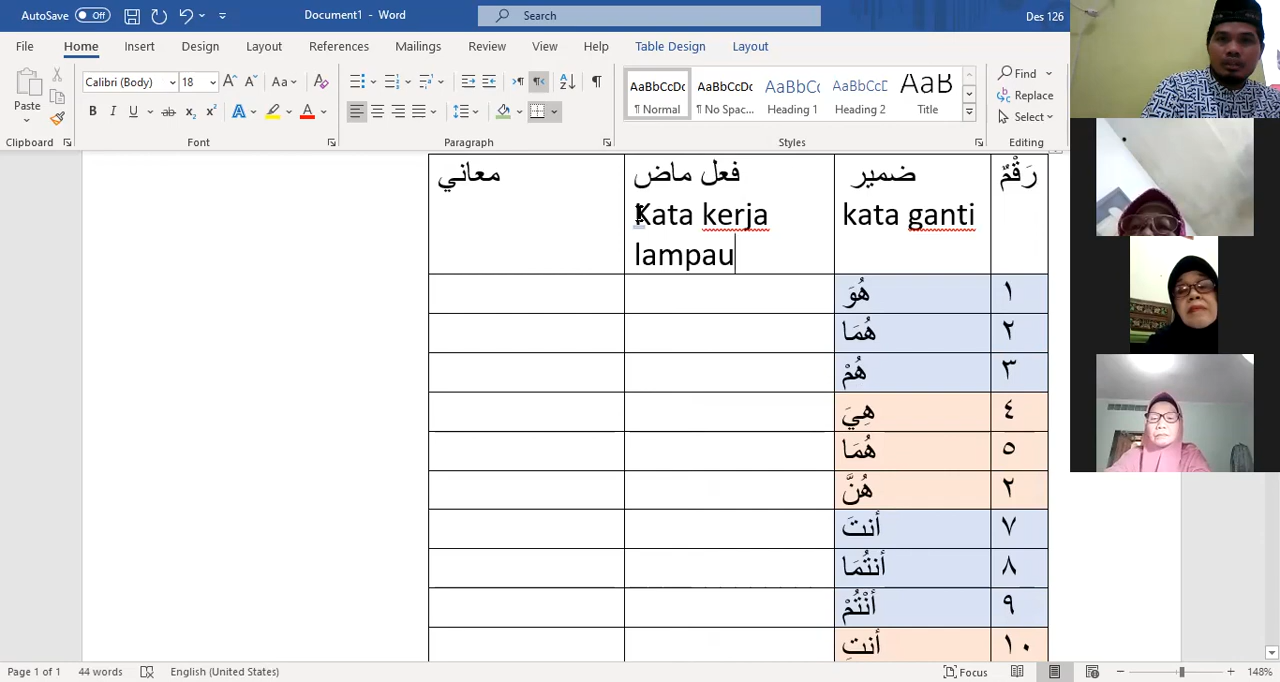 AutoSave Off Document1 - Word Search Des 126
File Home Insert Design Layout References Mailings Review View Help Table Design Layout
Paste Calibri (Body) 18 Aa Find
AaBbCcDc AaBbCcDc AaBbCc AaBbCcD AaB Replace
¶ Normal ¶ No Spac... Heading 1 Heading 2 Title Select
Clipboard Font Paragraph Styles Editing
رَقْمٌ ضمير فعل ماض معاني
kata ganti Kata kerja
lampau
١ هُوَ
٢ هُمَا
٣ هُمْ
٤ هِيَ
٥ هُمَا
٢ هُنَّ
٧ أنتَ
٨ أنتُمَا
٩ أنْتُمْ
١٠ أنتِ
Page 1 of 1 44 words English (United States) Focus 148%